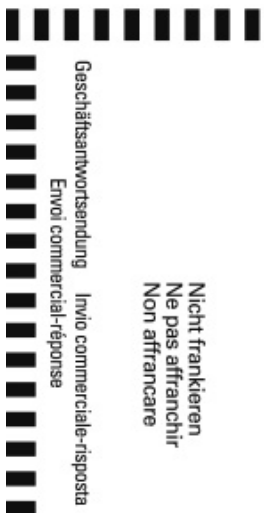 Nicht frankieren
Ne pas affranchir
Non affrancare
Geschäftsantwortsendung Invio commerciale-risposta
Envoi commercial-réponse